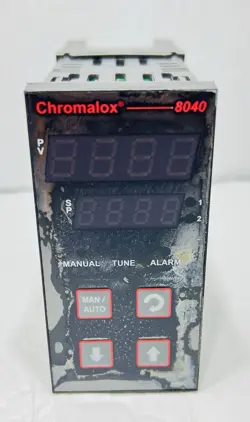 Chromalox® 8040
PV
SP
1
2
MANUAL TUNE ALARM
MAN /
AUTO